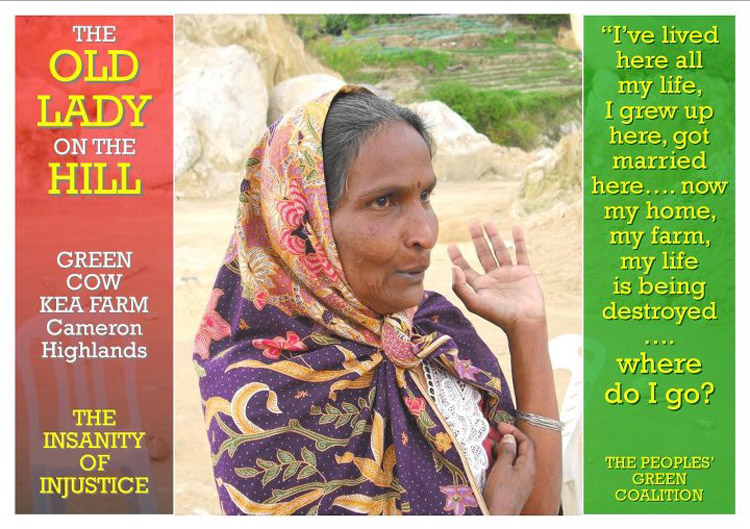 THE
OLD
LADY
ON THE
HILL
GREEN
COW
KEA FARM
Cameron
Highlands
THE
INSANITY
OF
INJUSTICE
“I’ve lived
here all
my life,
I grew up
here, got
married
here.... now
my home,
my farm,
my life
is being
destroyed
....
where
do I go?
THE PEOPLES’
GREEN
COALITION